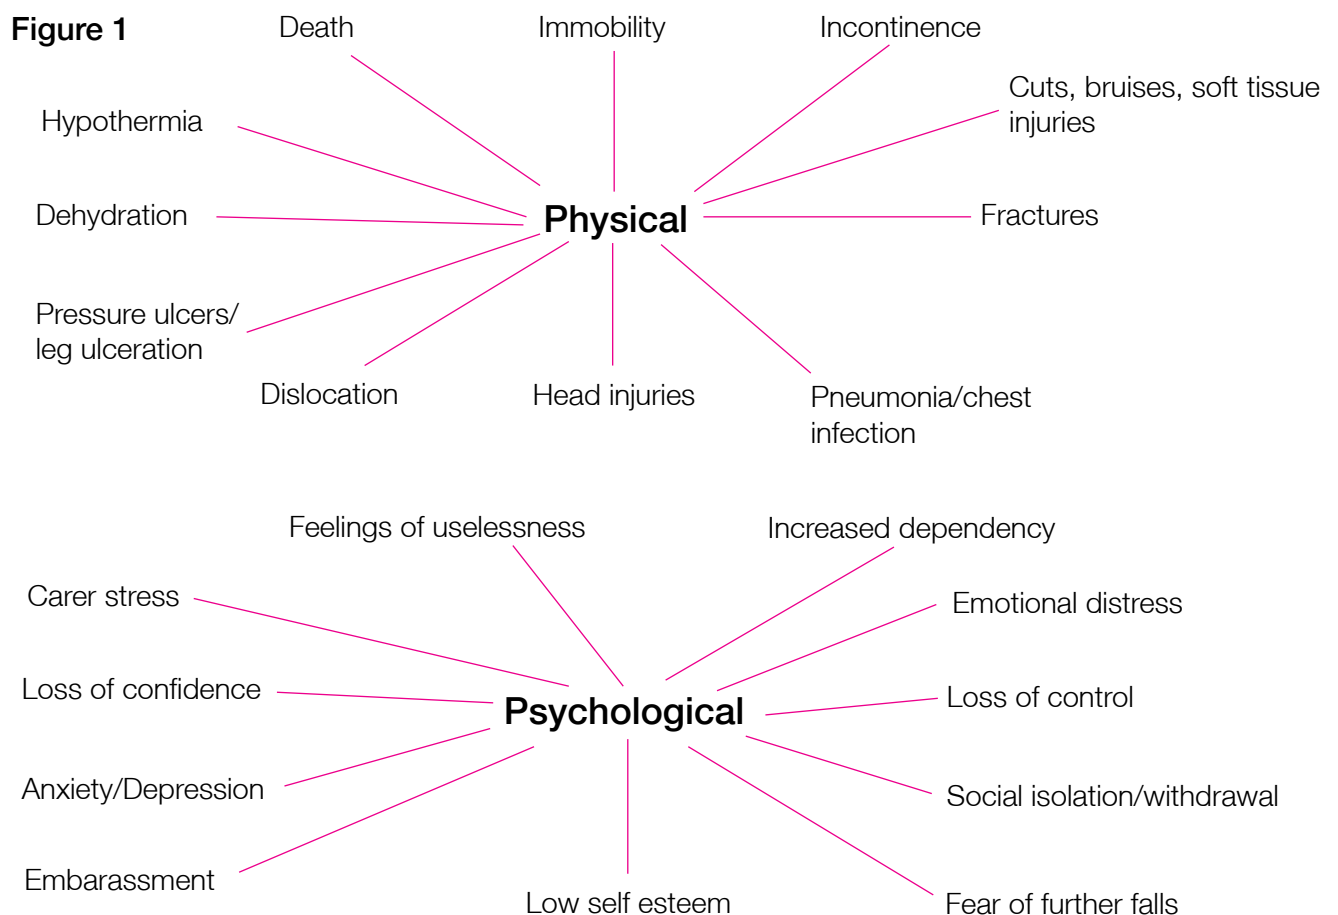 Figure 1
Death
Immobility
Incontinence
Hypothermia
Cuts, bruises, soft tissue
injuries
Dehydration
Physical
Fractures
Pressure ulcers/
leg ulceration
Dislocation
Head injuries
Pneumonia/chest
infection
Feelings of uselessness
Increased dependency
Carer stress
Emotional distress
Loss of confidence
Psychological
Loss of control
Anxiety/Depression
Social isolation/withdrawal
Embarassment
Low self esteem
Fear of further falls